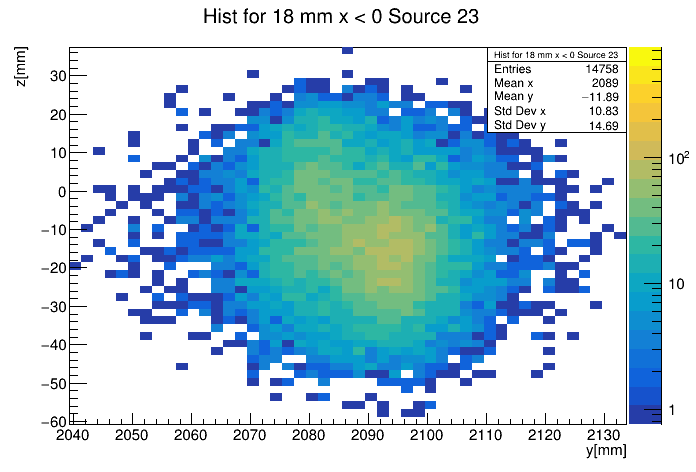 Hist for 18 mm x < 0 Source 23
z[mm]
Hist for 18 mm x < 0 Source 23
Entries 14758
Mean x 2089
Mean y −11.89
Std Dev x 10.83
Std Dev y 14.69
30
20
10
0
−10
−20
−30
−40
−50
−60
10²
10
1
2040 2050 2060 2070 2080 2090 2100 2110 2120 2130
y[mm]